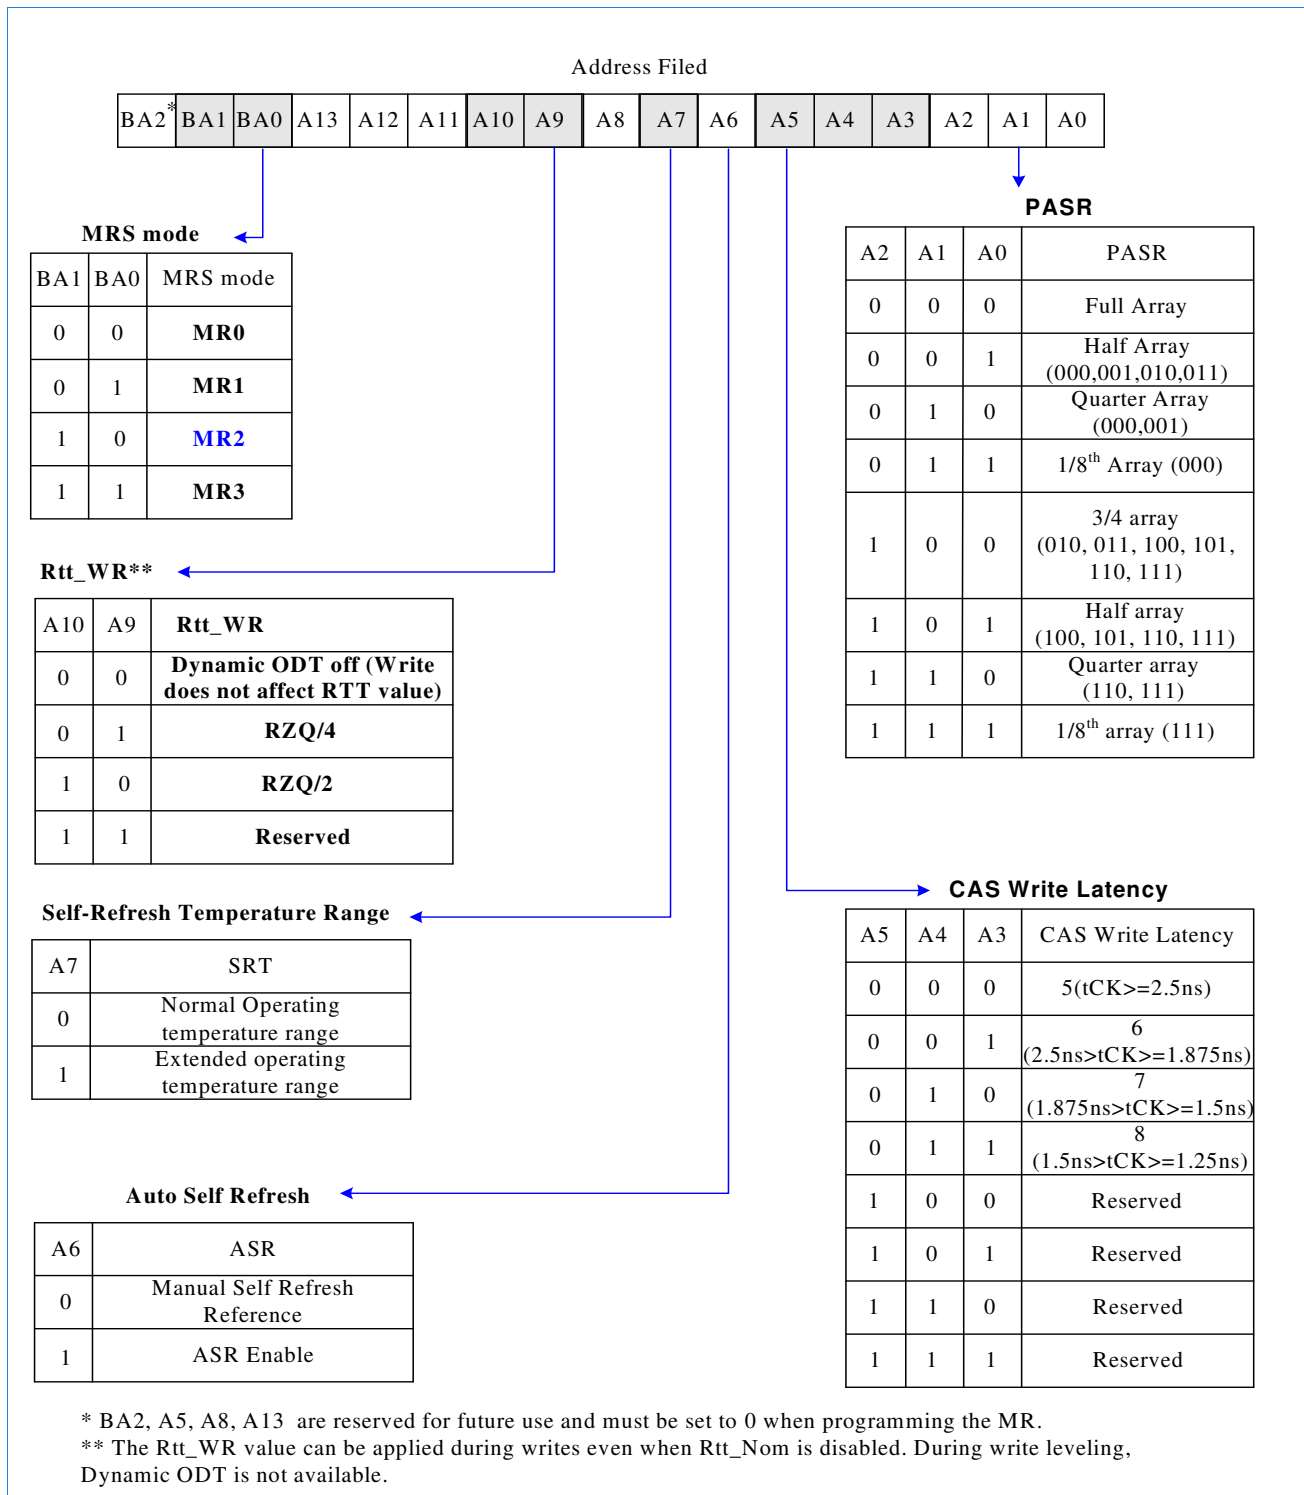 Address Filed
BA2* BA1 BA0 A13 A12 A11 A10 A9 A8 A7 A6 A5 A4 A3 A2 A1 A0
MRS mode
BA1 BA0 MRS mode
0 0 MR0
0 1 MR1
1 0 MR2
1 1 MR3
Rtt_WR**
A10 A9 Rtt_WR
0 0 Dynamic ODT off (Write
does not affect RTT value)
0 1 RZQ/4
1 0 RZQ/2
1 1 Reserved
Self-Refresh Temperature Range
A7 SRT
0 Normal Operating
temperature range
1 Extended operating
temperature range
Auto Self Refresh
A6 ASR
0 Manual Self Refresh
Reference
1 ASR Enable
PASR
A2 A1 A0 PASR
0 0 0 Full Array
0 0 1 Half Array
(000,001,010,011)
0 1 0 Quarter Array
(000,001)
0 1 1 1/8th Array (000)
1 0 0 3/4 array
(010, 011, 100, 101,
110, 111)
1 0 1 Half array
(100, 101, 110, 111)
1 1 0 Quarter array
(110, 111)
1 1 1 1/8th array (111)
CAS Write Latency
A5 A4 A3 CAS Write Latency
0 0 0 5(tCK>=2.5ns)
0 0 1 6
(2.5ns>tCK>=1.875ns)
0 1 0 7
(1.875ns>tCK>=1.5ns)
0 1 1 8
(1.5ns>tCK>=1.25ns)
1 0 0 Reserved
1 0 1 Reserved
1 1 0 Reserved
1 1 1 Reserved
* BA2, A5, A8, A13 are reserved for future use and must be set to 0 when programming the MR.
** The Rtt_WR value can be applied during writes even when Rtt_Nom is disabled. During write leveling,
Dynamic ODT is not available.